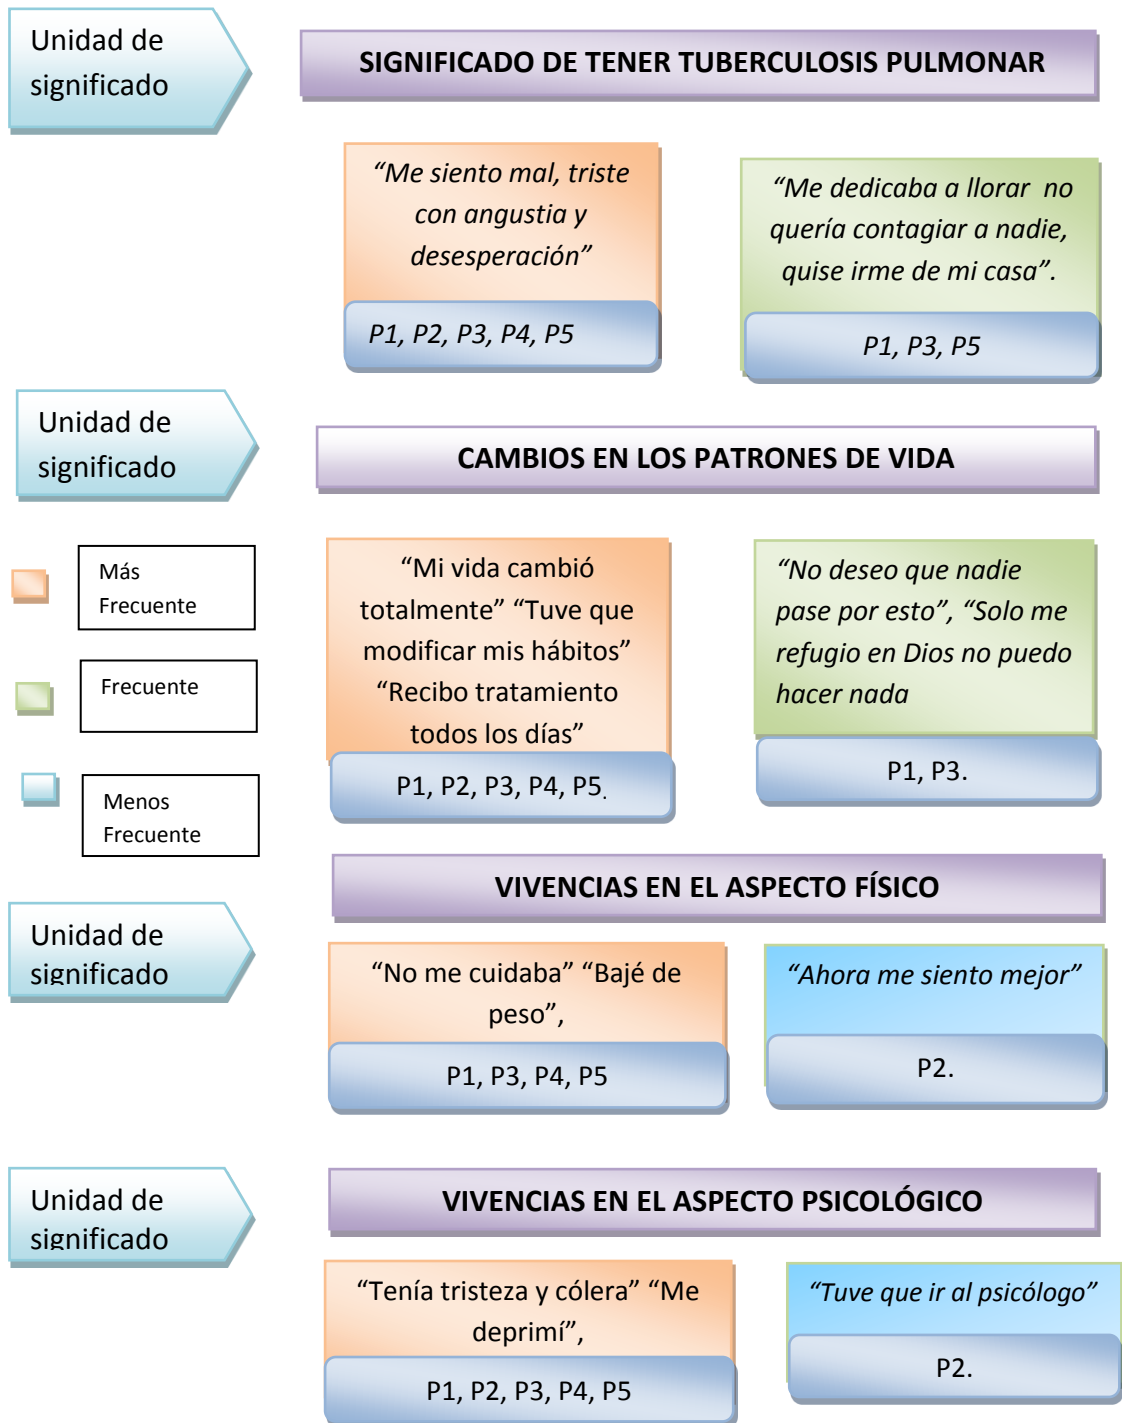 Unidad de
significado
SIGNIFICADO DE TENER TUBERCULOSIS PULMONAR
“Me siento mal, triste
con angustia y
desesperación”
P1, P2, P3, P4, P5
“Me dedicaba a llorar  no
quería contagiar a nadie,
quise irme de mi casa”.
P1, P3, P5
Unidad de
significado
CAMBIOS EN LOS PATRONES DE VIDA
Más
Frecuente
Frecuente
Menos
Frecuente
“Mi vida cambió
totalmente” “Tuve que
modificar mis hábitos”
“Recibo tratamiento
todos los días”
P1, P2, P3, P4, P5.
“No deseo que nadie
pase por esto”, “Solo me
refugio en Dios no puedo
hacer nada
P1, P3.
Unidad de
significado
VIVENCIAS EN EL ASPECTO FÍSICO
“No me cuidaba” “Bajé de
peso”,
P1, P3, P4, P5
“Ahora me siento mejor”
P2.
Unidad de
significado
VIVENCIAS EN EL ASPECTO PSICOLÓGICO
“Tenía tristeza y cólera” “Me
deprimí”,
P1, P2, P3, P4, P5
“Tuve que ir al psicólogo”
P2.